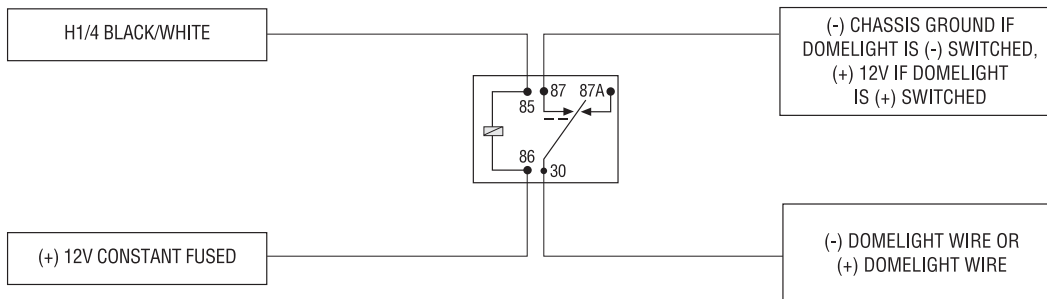 H1/4 BLACK/WHITE
(-) CHASSIS GROUND IF
DOMELIGHT IS (-) SWITCHED,
(+) 12V IF DOMELIGHT
IS (+) SWITCHED
87 87A
85
86
30
(+) 12V CONSTANT FUSED
(-) DOMELIGHT WIRE OR
(+) DOMELIGHT WIRE